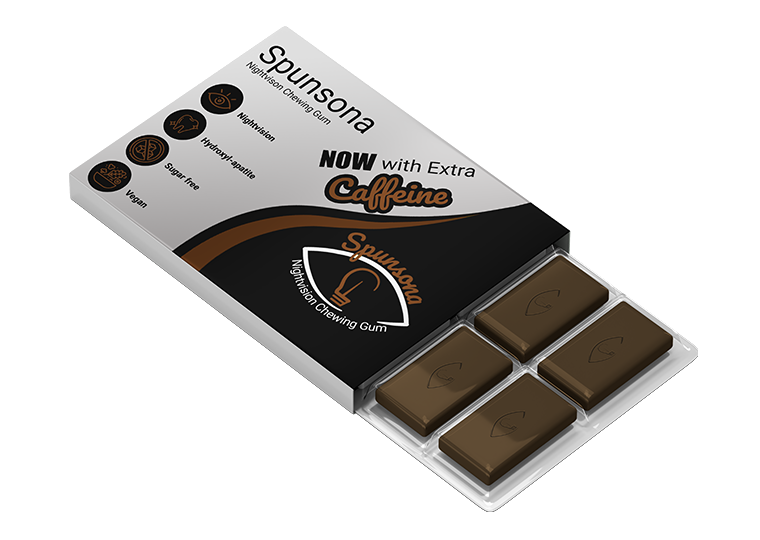 Spunsona
Nightvison Chewing Gum
Nightvision
Hydroxyl-apatite
Sugar free
Vegan
NOW with Extra
Caffeine
Spunsona
Nightvision Chewing Gum